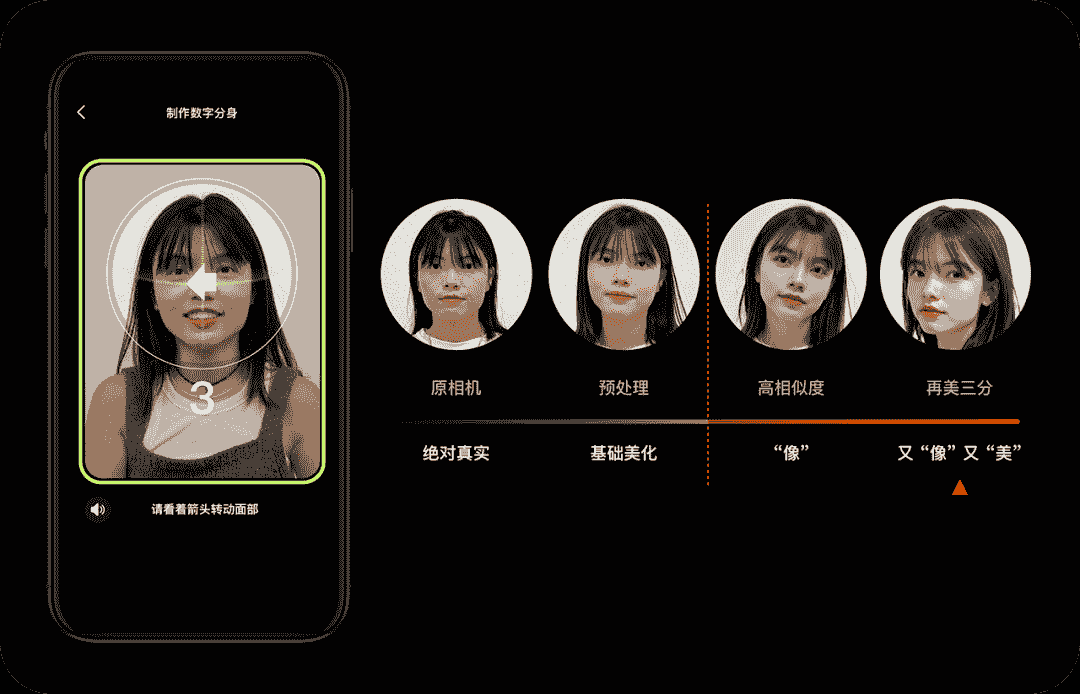 制作数字分身
3
请看着箭头转动面部
原相机
预处理
高相似度
再美三分
绝对真实
基础美化
“像”
又“像”又“美”